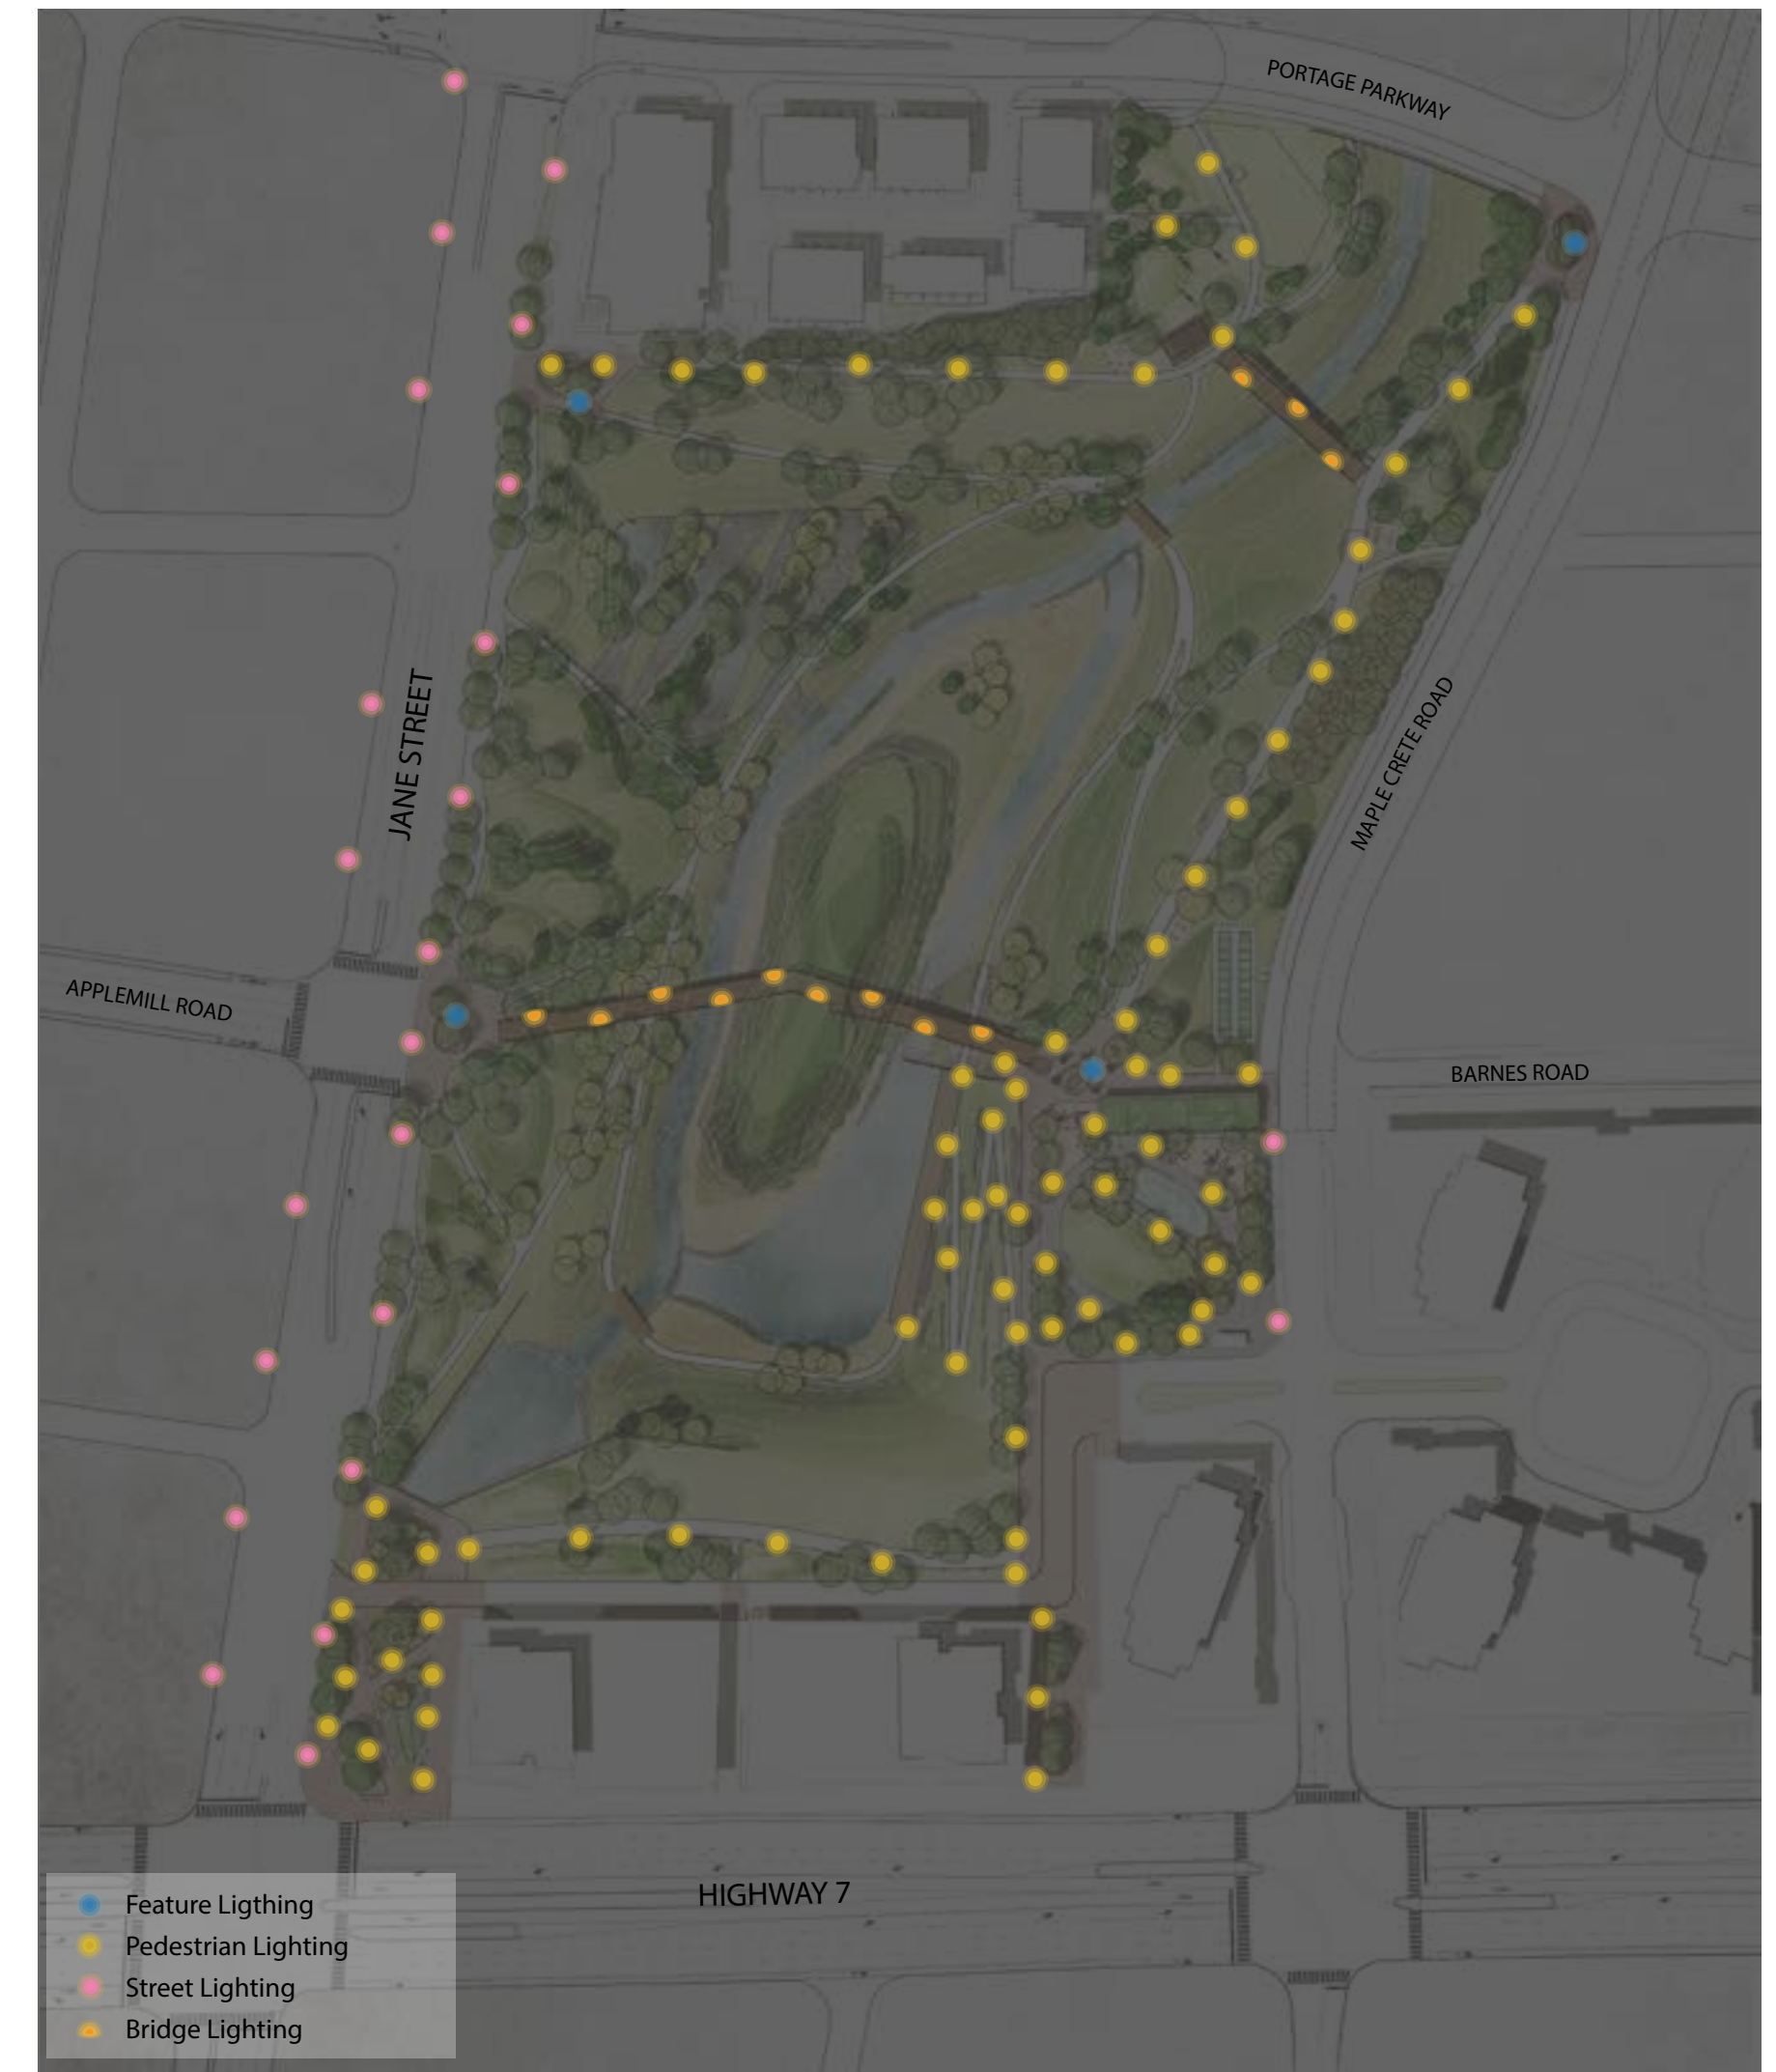 PORTAGE PARKWAY
JANE STREET
MAPLE CRETE ROAD
APPLEMILL ROAD
BARNES ROAD
HIGHWAY 7
Feature Ligthing
Pedestrian Lighting
Street Lighting
Bridge Lighting